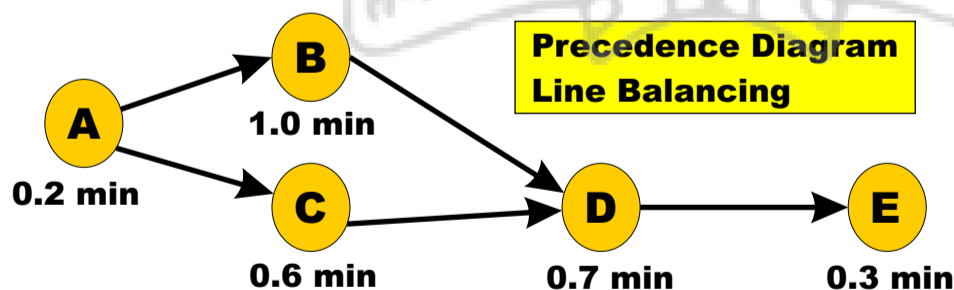 Precedence Diagram
Line Balancing
A
0.2 min
B
1.0 min
C
0.6 min
D
0.7 min
E
0.3 min